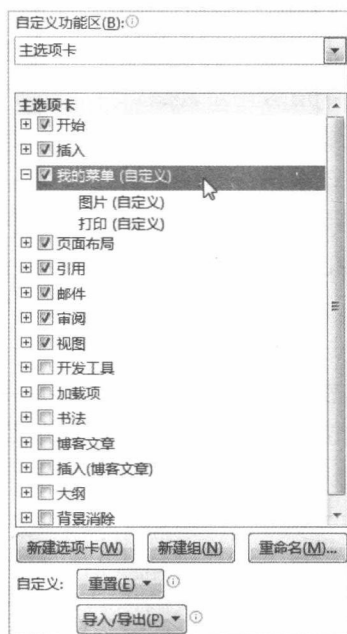 自定义功能区(B):
主选项卡
主选项卡
开始
插入
我的菜单 (自定义)
图片 (自定义)
打印 (自定义)
页面布局
引用
邮件
审阅
视图
开发工具
加载项
书法
博客文章
插入(博客文章)
大纲
背景消除
新建选项卡(W) 新建组(N) 重命名(M)...
自定义: 重置(E)
导入/导出(P)